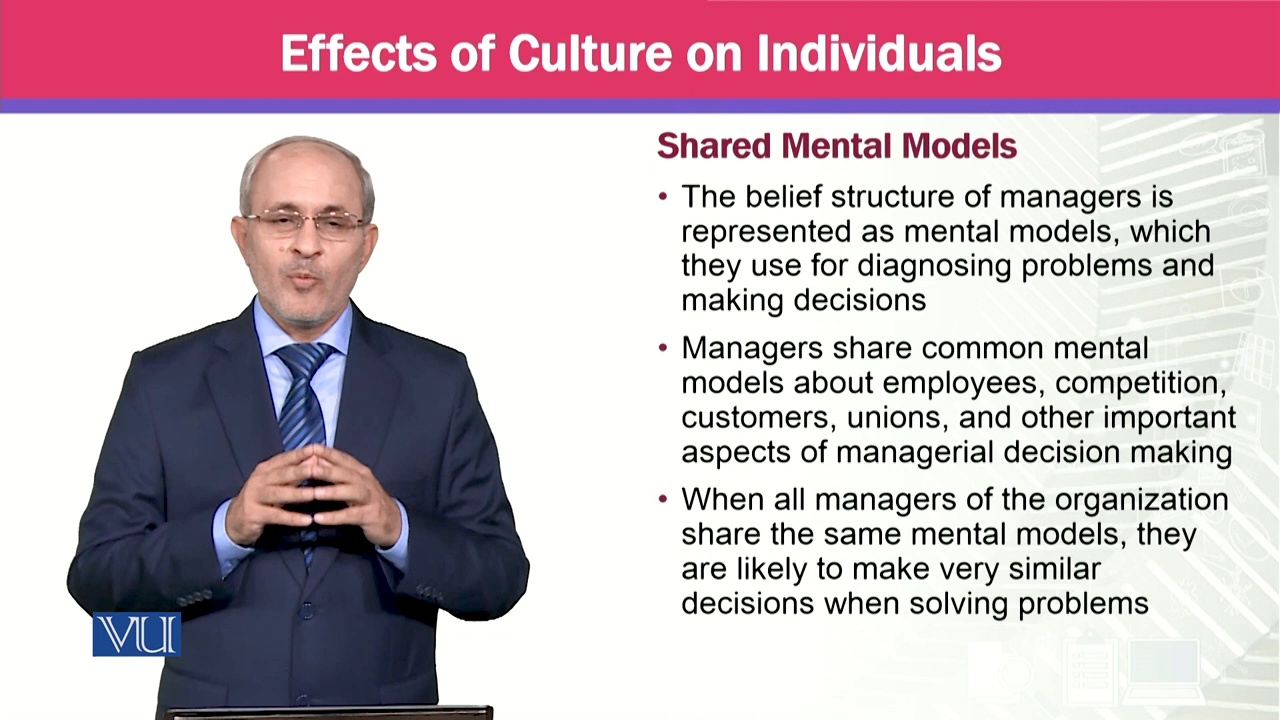 Effects of Culture on Individuals
Shared Mental Models
• The belief structure of managers is
represented as mental models, which
they use for diagnosing problems and
making decisions
• Managers share common mental
models about employees, competition,
customers, unions, and other important
aspects of managerial decision making
• When all managers of the organization
share the same mental models, they
are likely to make very similar
decisions when solving problems
VU